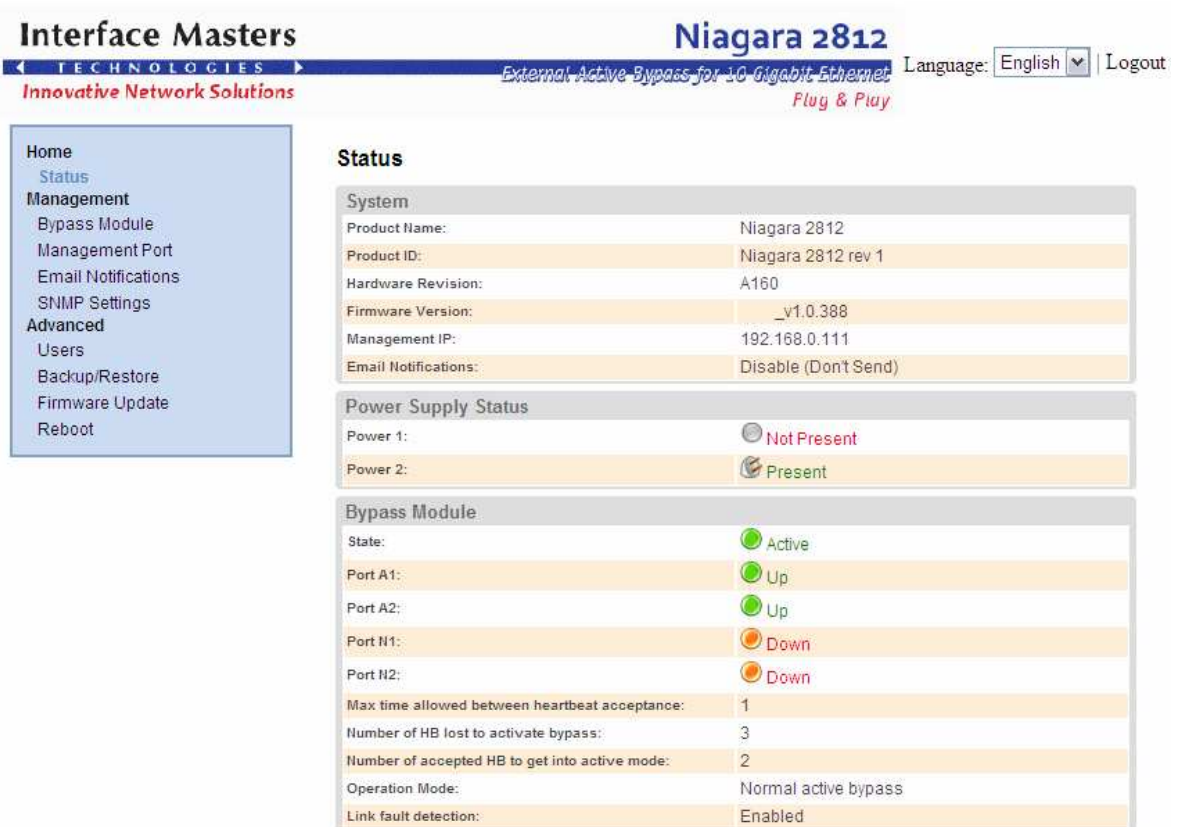 Interface Masters
TECHNOLOGIES
Innovative Network Solutions
Niagara 2812
External Active Bypass for 10 Gigabit Ethernet
Plug & Play
Language: English | Logout
Home
Status
Management
Bypass Module
Management Port
Email Notifications
SNMP Settings
Advanced
Users
Backup/Restore
Firmware Update
Reboot
Status
System
Product Name: Niagara 2812
Product ID: Niagara 2812 rev 1
Hardware Revision: A160
Firmware Version: _v1.0.388
Management IP: 192.168.0.111
Email Notifications: Disable (Don't Send)
Power Supply Status
Power 1: Not Present
Power 2: Present
Bypass Module
State: Active
Port A1: Up
Port A2: Up
Port N1: Down
Port N2: Down
Max time allowed between heartbeat acceptance: 1
Number of HB lost to activate bypass: 3
Number of accepted HB to get into active mode: 2
Operation Mode: Normal active bypass
Link fault detection: Enabled